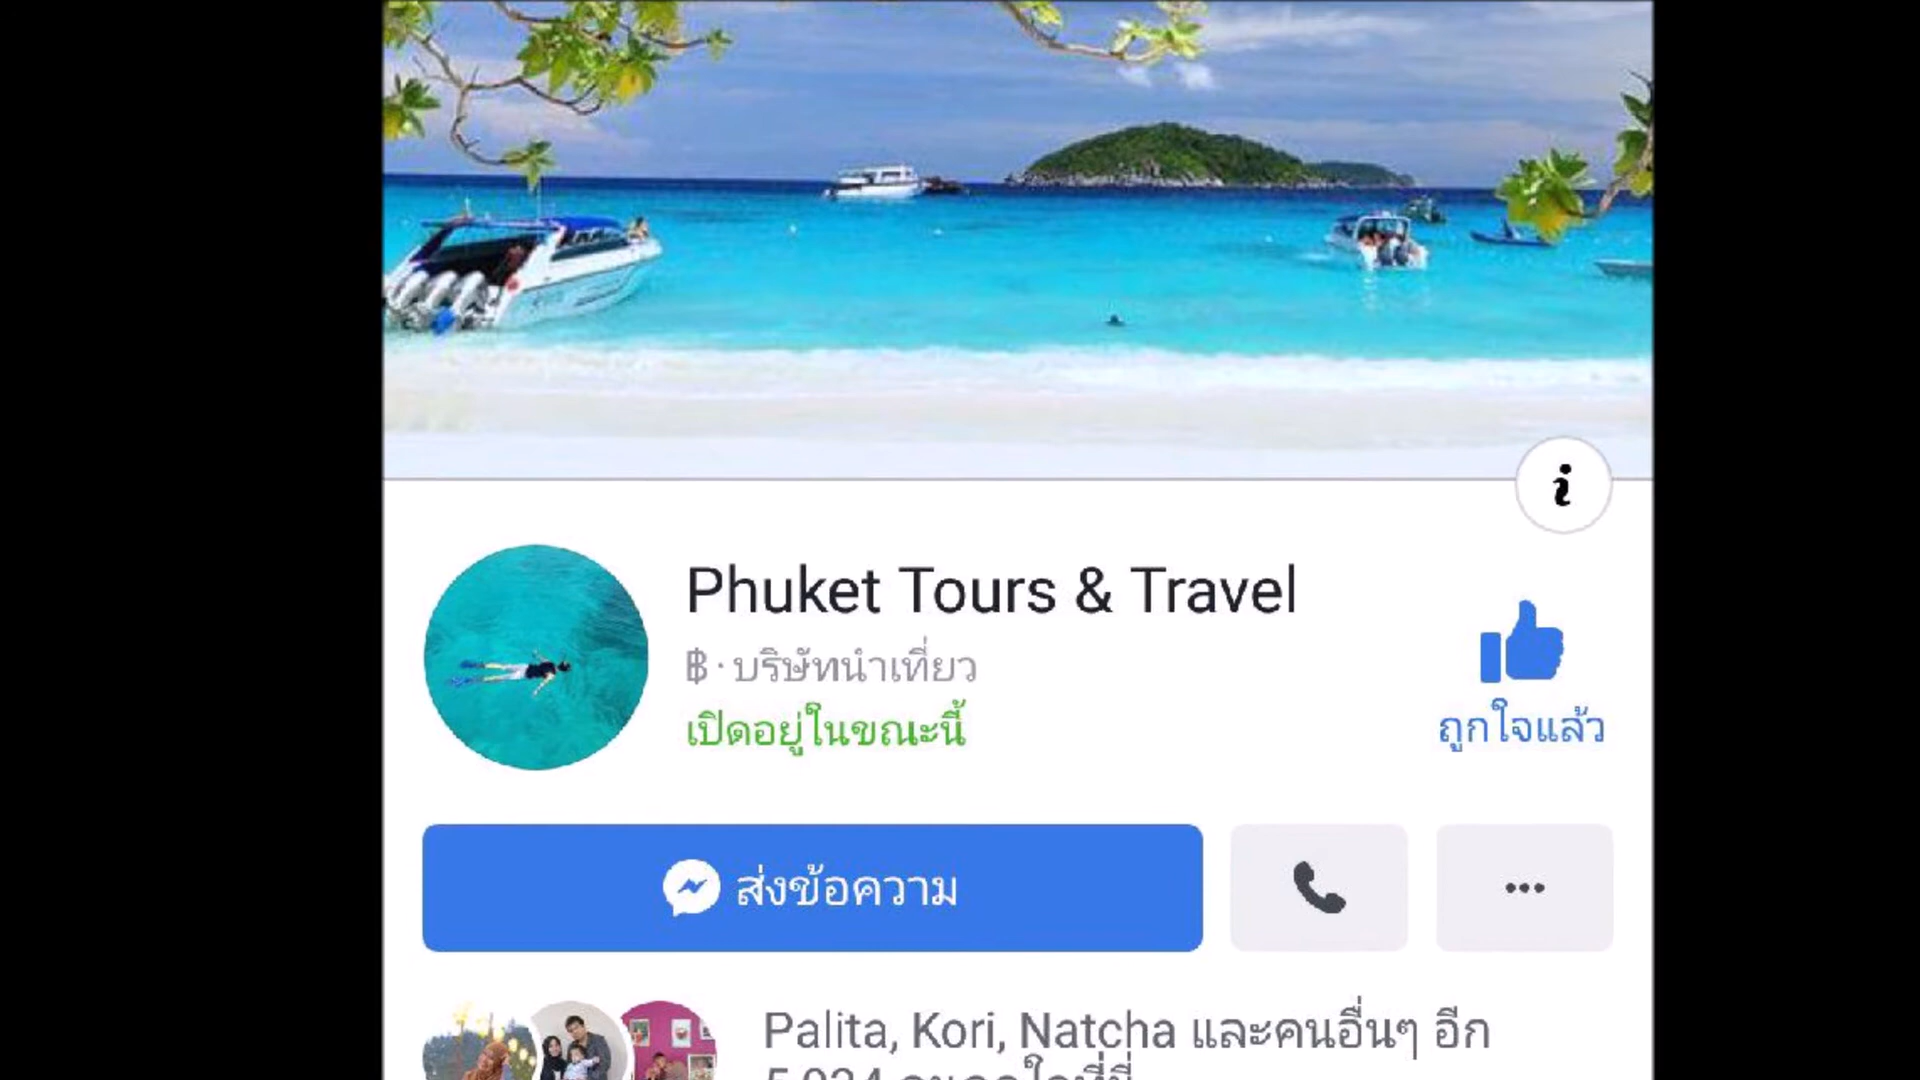 Phuket Tours & Travel
฿ · บริษัทนำเที่ยว
เปิดอยู่ในขณะนี้
ถูกใจแล้ว
ส่งข้อความ
Palita, Kori, Natcha และคนอื่นๆ อีก